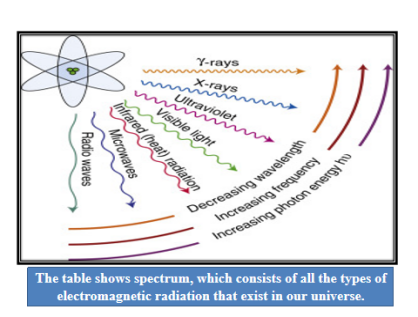 γ-rays
X-rays
Ultraviolet
Visible light
Infrared (heat) radiation
Microwaves
Radio waves
Decreasing wavelength
Increasing frequency
Increasing photon energy hυ
The table shows spectrum, which consists of all the types of
electromagnetic radiation that exist in our universe.